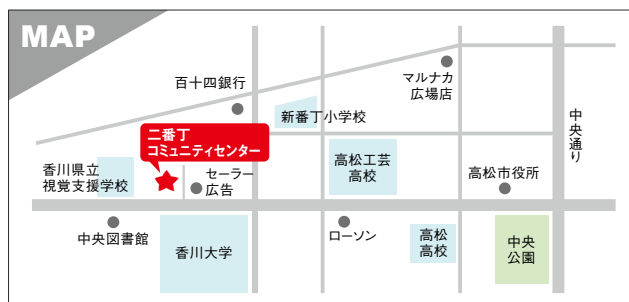 MAP
百十四銀行
マルナカ
広場店
新番丁小学校
中央通り
二番丁
コミュニティセンター
香川県立
視覚支援学校
セーラー
広告
高松工芸
高校
高松市役所
中央図書館
香川大学
ローソン
高松
高校
中央
公園